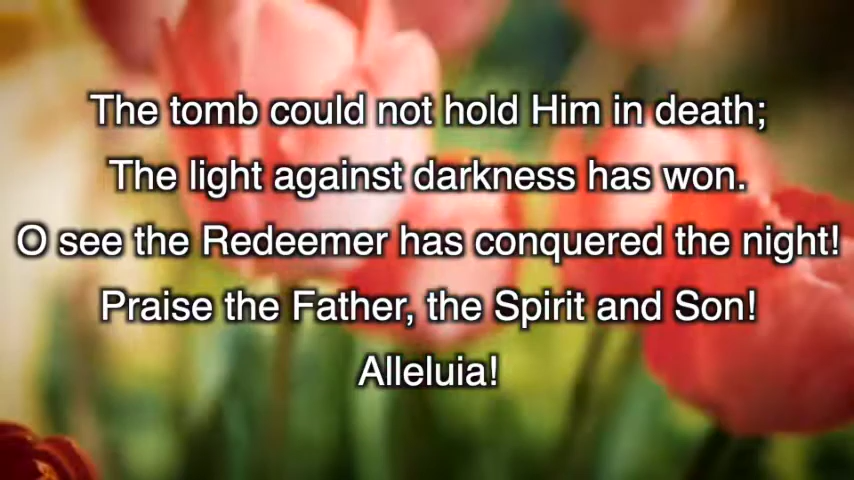 The tomb could not hold Him in death;
The light against darkness has won.
O see the Redeemer has conquered the night!
Praise the Father, the Spirit and Son!
Alleluia!